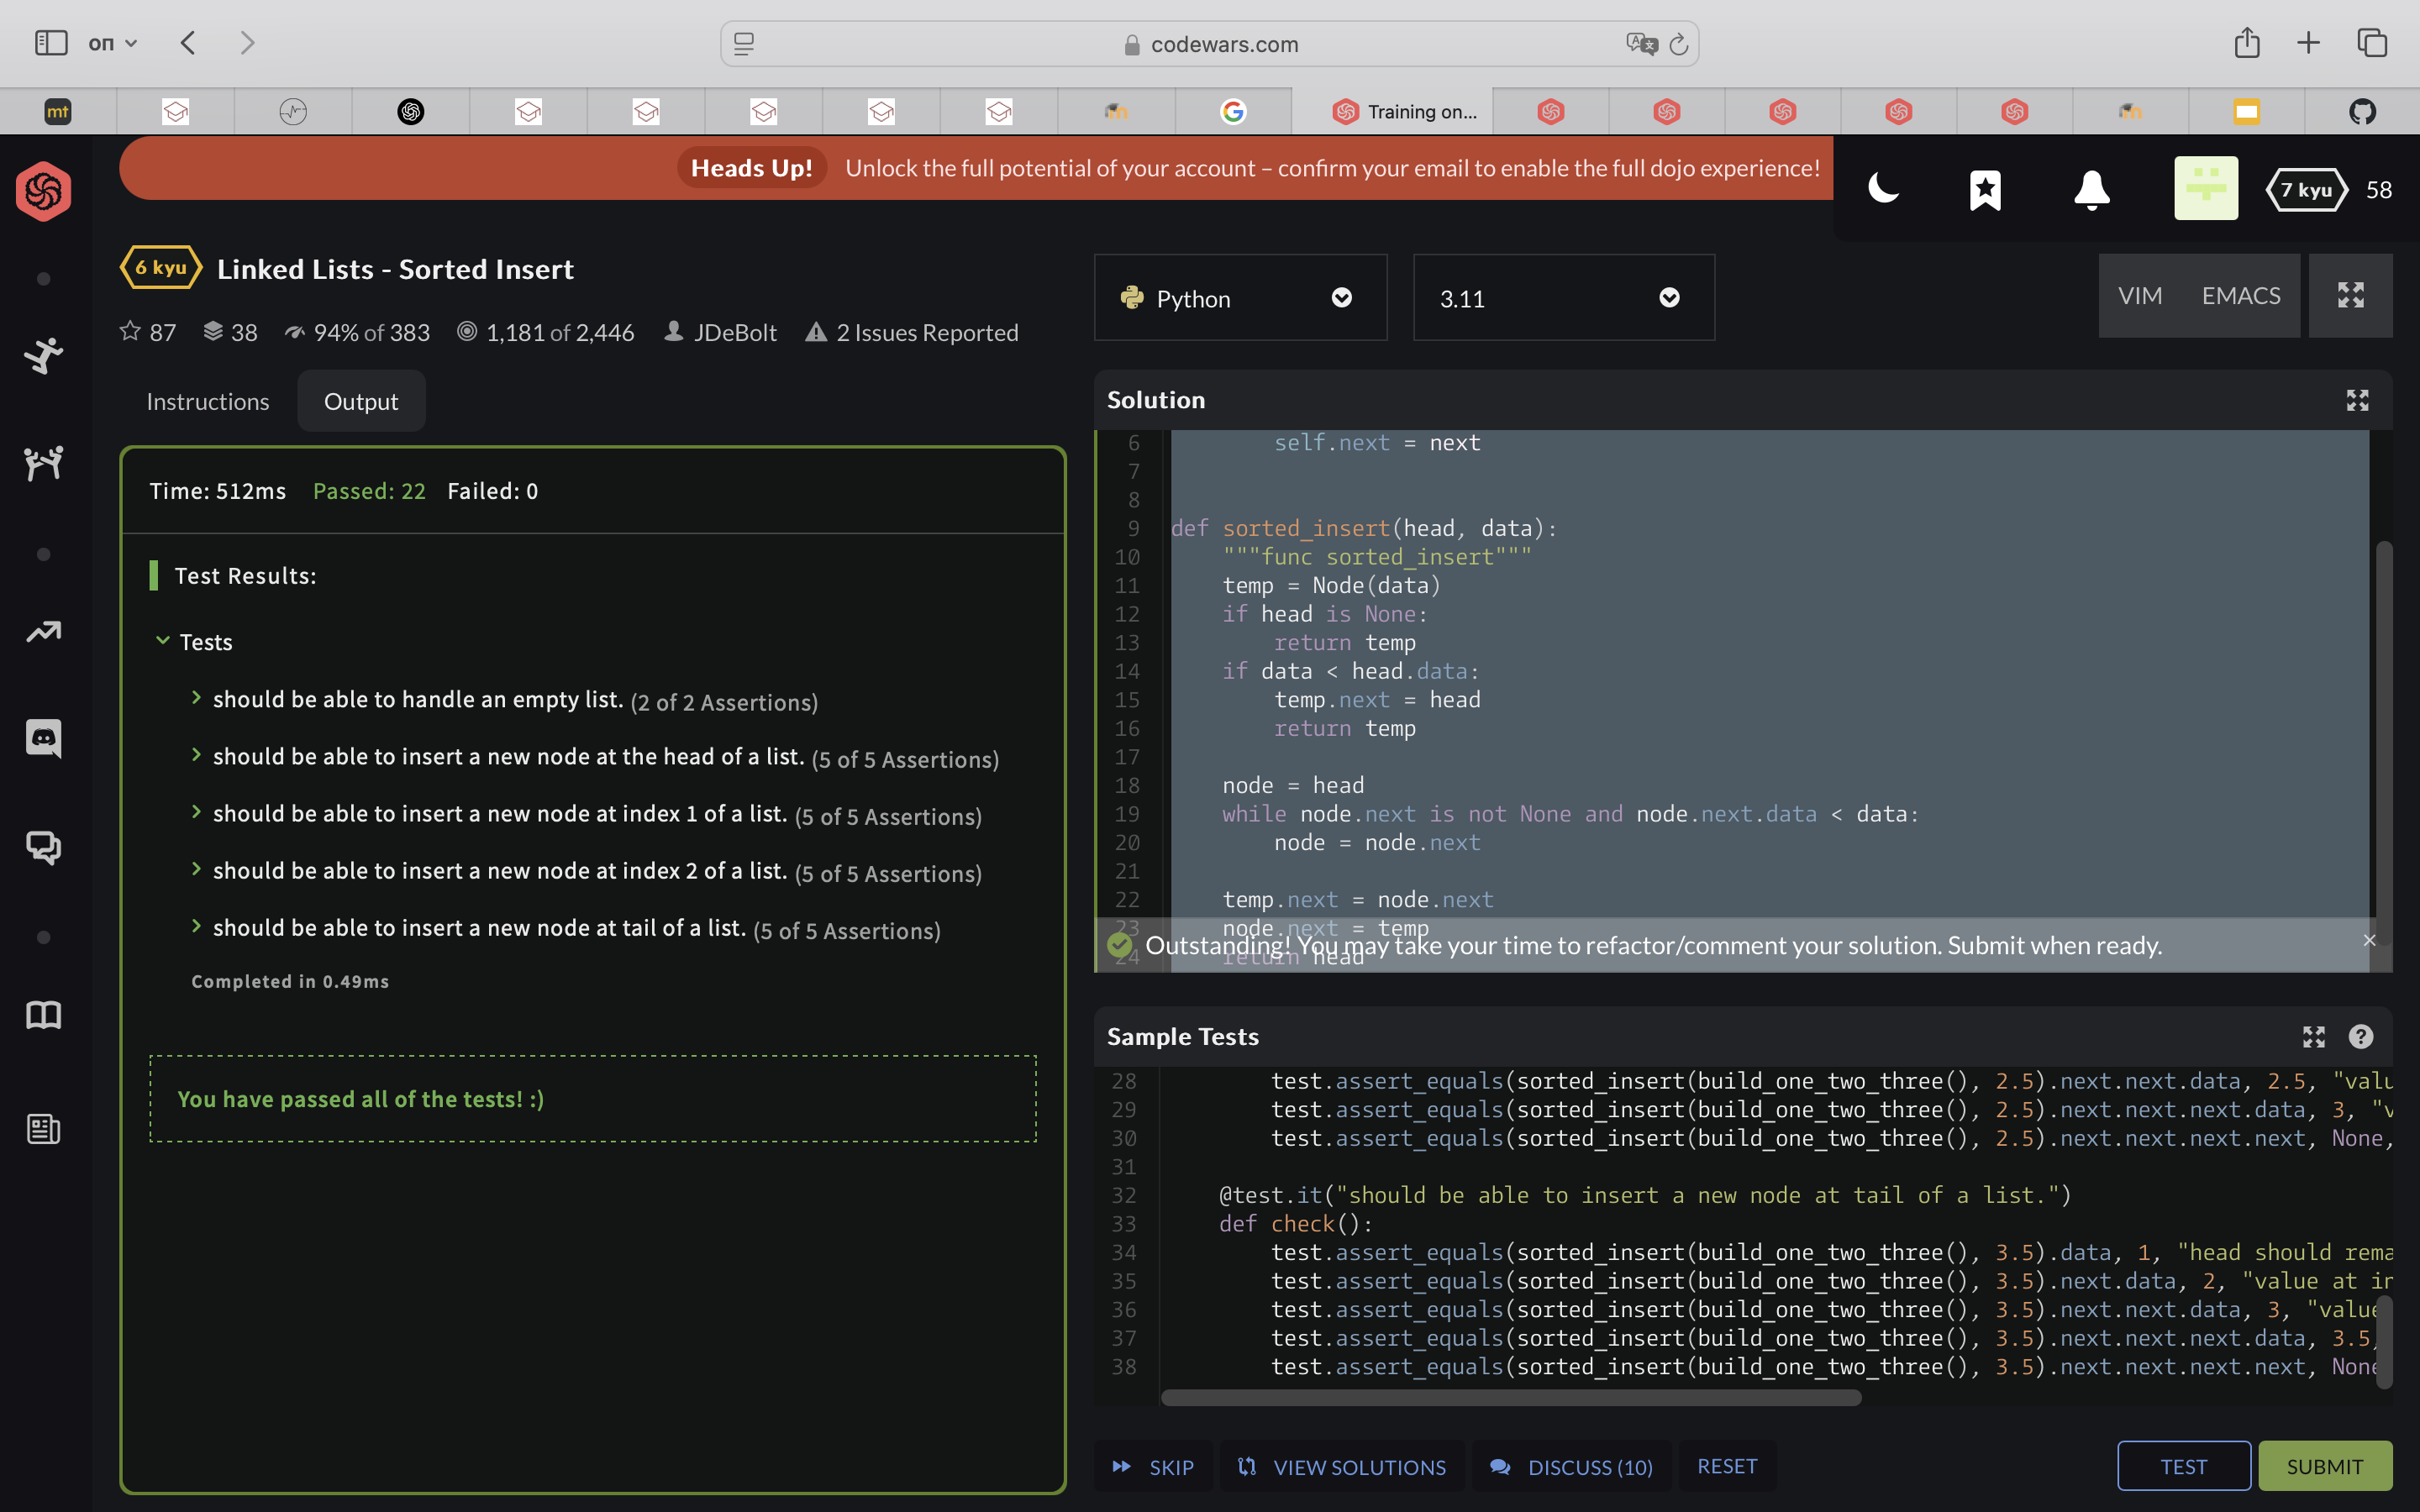 оп
codewars.com
mt
Training on...
Heads Up! Unlock the full potential of your account – confirm your email to enable the full dojo experience!
7 kyu 58
6 kyu Linked Lists - Sorted Insert
87 38 94% of 383 1,181 of 2,446 JDeBolt 2 Issues Reported
Instructions Output
Time: 512ms Passed: 22 Failed: 0
Test Results:
Tests
should be able to handle an empty list. (2 of 2 Assertions)
should be able to insert a new node at the head of a list. (5 of 5 Assertions)
should be able to insert a new node at index 1 of a list. (5 of 5 Assertions)
should be able to insert a new node at index 2 of a list. (5 of 5 Assertions)
should be able to insert a new node at tail of a list. (5 of 5 Assertions)
Completed in 0.49ms
You have passed all of the tests! :)
Python 3.11 VIM EMACS
Solution
6 self.next = next
7
8
9 def sorted_insert(head, data):
10 """func sorted_insert"""
11 temp = Node(data)
12 if head is None:
13 return temp
14 if data < head.data:
15 temp.next = head
16 return temp
17
18 node = head
19 while node.next is not None and node.next.data < data:
20 node = node.next
21
22 temp.next = node.next
23 node.next = temp
Outstanding! You may take your time to refactor/comment your solution. Submit when ready.
24 return head
Sample Tests
28 test.assert_equals(sorted_insert(build_one_two_three(), 2.5).next.next.data, 2.5, "valu
29 test.assert_equals(sorted_insert(build_one_two_three(), 2.5).next.next.next.data, 3, "v
30 test.assert_equals(sorted_insert(build_one_two_three(), 2.5).next.next.next.next, None,
31
32 @test.it("should be able to insert a new node at tail of a list.")
33 def check():
34 test.assert_equals(sorted_insert(build_one_two_three(), 3.5).data, 1, "head should rema
35 test.assert_equals(sorted_insert(build_one_two_three(), 3.5).next.data, 2, "value at in
36 test.assert_equals(sorted_insert(build_one_two_three(), 3.5).next.next.data, 3, "value
37 test.assert_equals(sorted_insert(build_one_two_three(), 3.5).next.next.next.data, 3.5,
38 test.assert_equals(sorted_insert(build_one_two_three(), 3.5).next.next.next.next, None
SKIP VIEW SOLUTIONS DISCUSS (10) RESET TEST SUBMIT